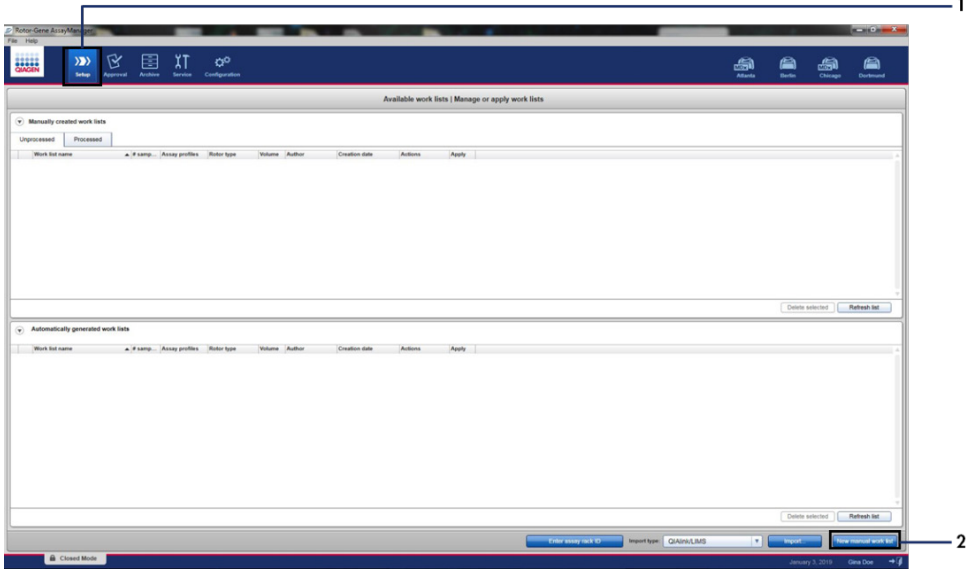 1
Rotor-Gene AssayManager
File Help
QIAGEN
Setup Approval Archive Service Configuration
Atlanta Berlin Chicago Dortmund
Available work lists | Manage or apply work lists
Manually created work lists
Unprocessed Processed
Work list name # samp... Assay profiles Rotor type Volume Author Creation date Actions Apply
Delete selected Refresh list
Automatically generated work lists
Work list name # samp... Assay profiles Rotor type Volume Author Creation date Actions Apply
Delete selected Refresh list
Enter assay rack ID Import type: QIAlink/LIMS Import... New manual work list
2
Closed Mode
January 3, 2019 Gina Doe